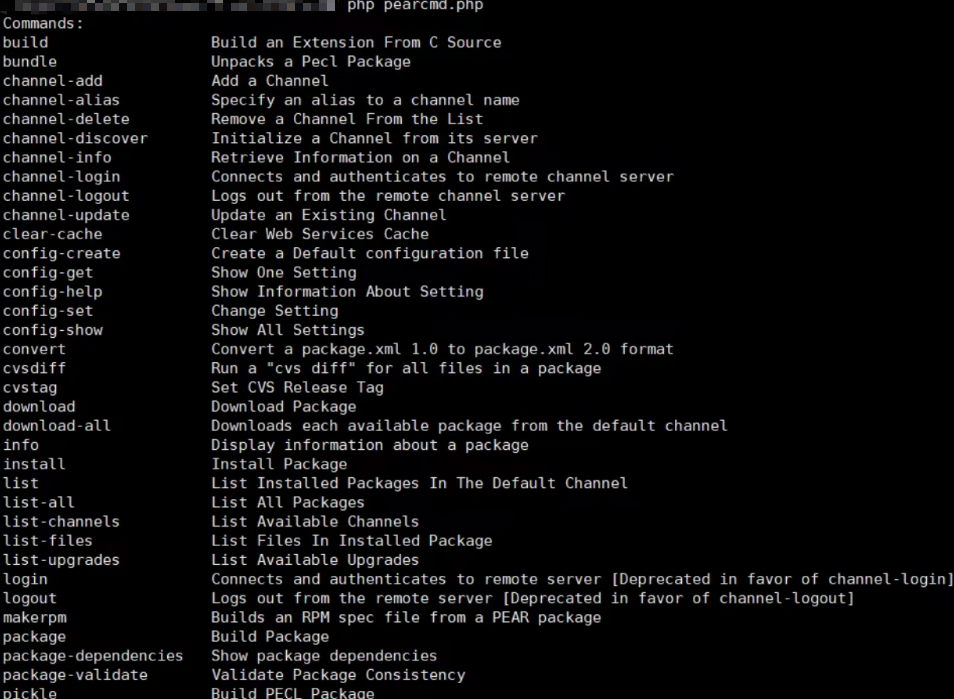 php pearcmd.php
Commands:
build Build an Extension From C Source
bundle Unpacks a Pecl Package
channel-add Add a Channel
channel-alias Specify an alias to a channel name
channel-delete Remove a Channel From the List
channel-discover Initialize a Channel from its server
channel-info Retrieve Information on a Channel
channel-login Connects and authenticates to remote channel server
channel-logout Logs out from the remote channel server
channel-update Update an Existing Channel
clear-cache Clear Web Services Cache
config-create Create a Default configuration file
config-get Show One Setting
config-help Show Information About Setting
config-set Change Setting
config-show Show All Settings
convert Convert a package.xml 1.0 to package.xml 2.0 format
cvsdiff Run a "cvs diff" for all files in a package
cvstag Set CVS Release Tag
download Download Package
download-all Downloads each available package from the default channel
info Display information about a package
install Install Package
list List Installed Packages In The Default Channel
list-all List All Packages
list-channels List Available Channels
list-files List Files In Installed Package
list-upgrades List Available Upgrades
login Connects and authenticates to remote server [Deprecated in favor of channel-login]
logout Logs out from the remote server [Deprecated in favor of channel-logout]
makerpm Builds an RPM spec file from a PEAR package
package Build Package
package-dependencies Show package dependencies
package-validate Validate Package Consistency
pickle Build PECL Package